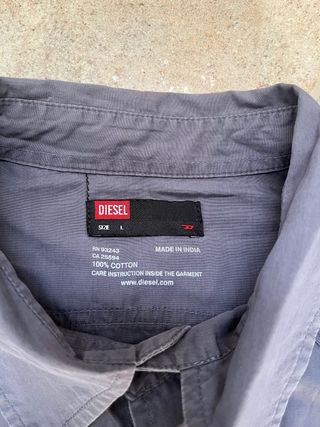 DIESEL
SIZE L
RN 93243 MADE IN INDIA
CA 25594
100% COTTON
CARE INSTRUCTION INSIDE THE GARMENT
www.diesel.com